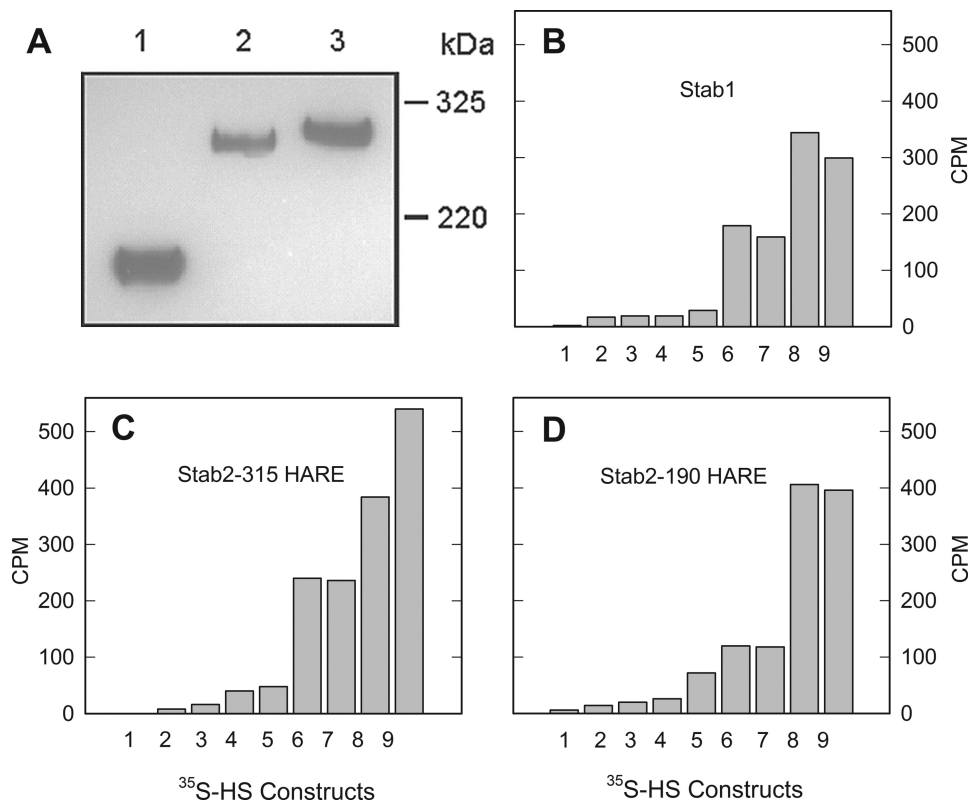 A
1 2 3 kDa
325
220
B
Stab1
500
400
300
200
100
0
CPM
1 2 3 4 5 6 7 8 9
C
Stab2-315 HARE
500
400
300
200
100
0
CPM
1 2 3 4 5 6 7 8 9
35S-HS Constructs
D
Stab2-190 HARE
500
400
300
200
100
0
CPM
1 2 3 4 5 6 7 8 9
35S-HS Constructs